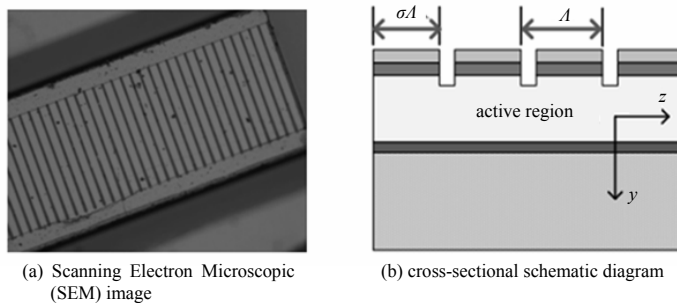 σΛ
Λ
active region
z
y
(a) Scanning Electron Microscopic
(SEM) image
(b) cross-sectional schematic diagram